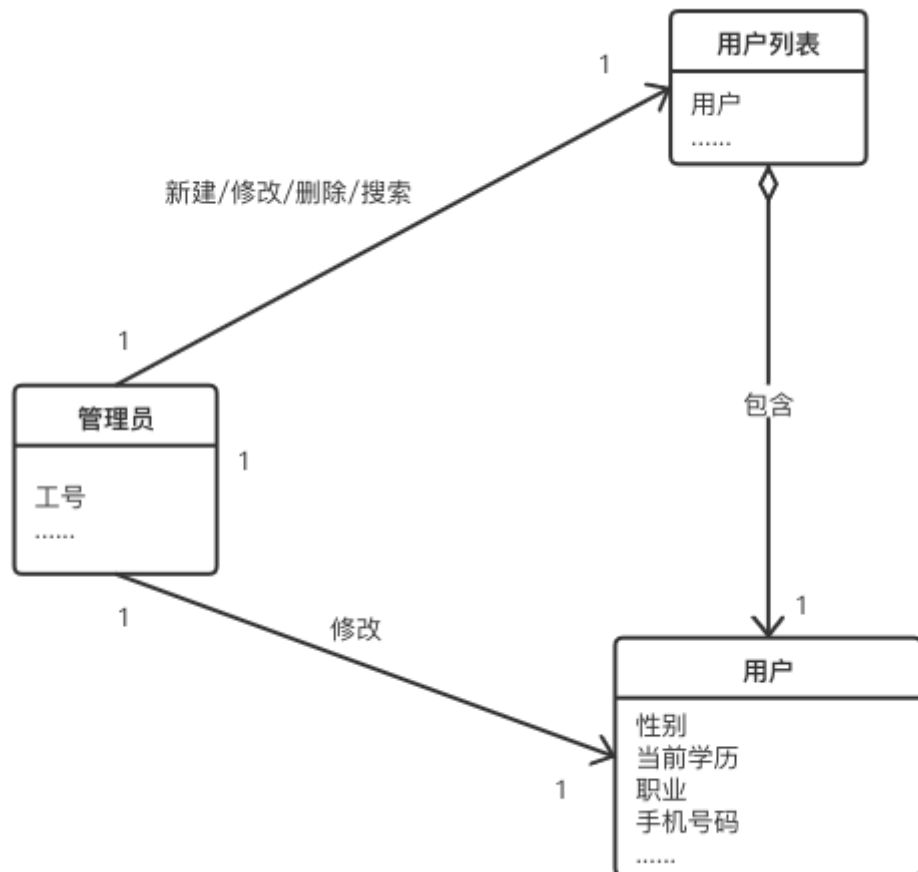 用户列表
1
用户
......
新建/修改/删除/搜索
1
管理员
包含
1
工号
......
1
1
修改
用户
性别
当前学历
1
职业
手机号码
......